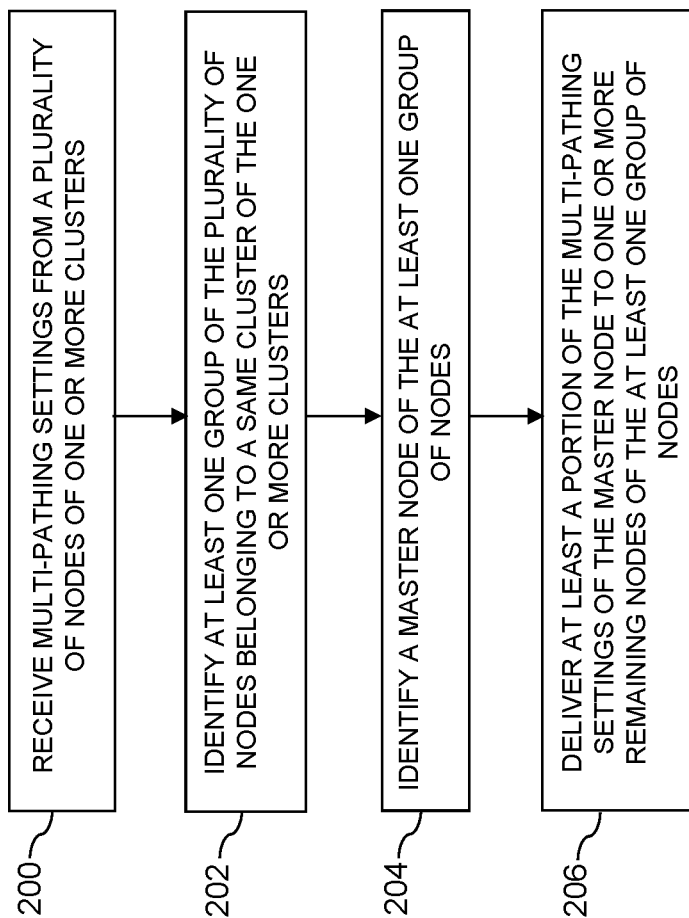 200
RECEIVE MULTI-PATHING SETTINGS FROM A PLURALITY
OF NODES OF ONE OR MORE CLUSTERS
202
IDENTIFY AT LEAST ONE GROUP OF THE PLURALITY OF
NODES BELONGING TO A SAME CLUSTER OF THE ONE
OR MORE CLUSTERS
204
IDENTIFY A MASTER NODE OF THE AT LEAST ONE GROUP
OF NODES
206
DELIVER AT LEAST A PORTION OF THE MULTI-PATHING
SETTINGS OF THE MASTER NODE TO ONE OR MORE
REMAINING NODES OF THE AT LEAST ONE GROUP OF
NODES